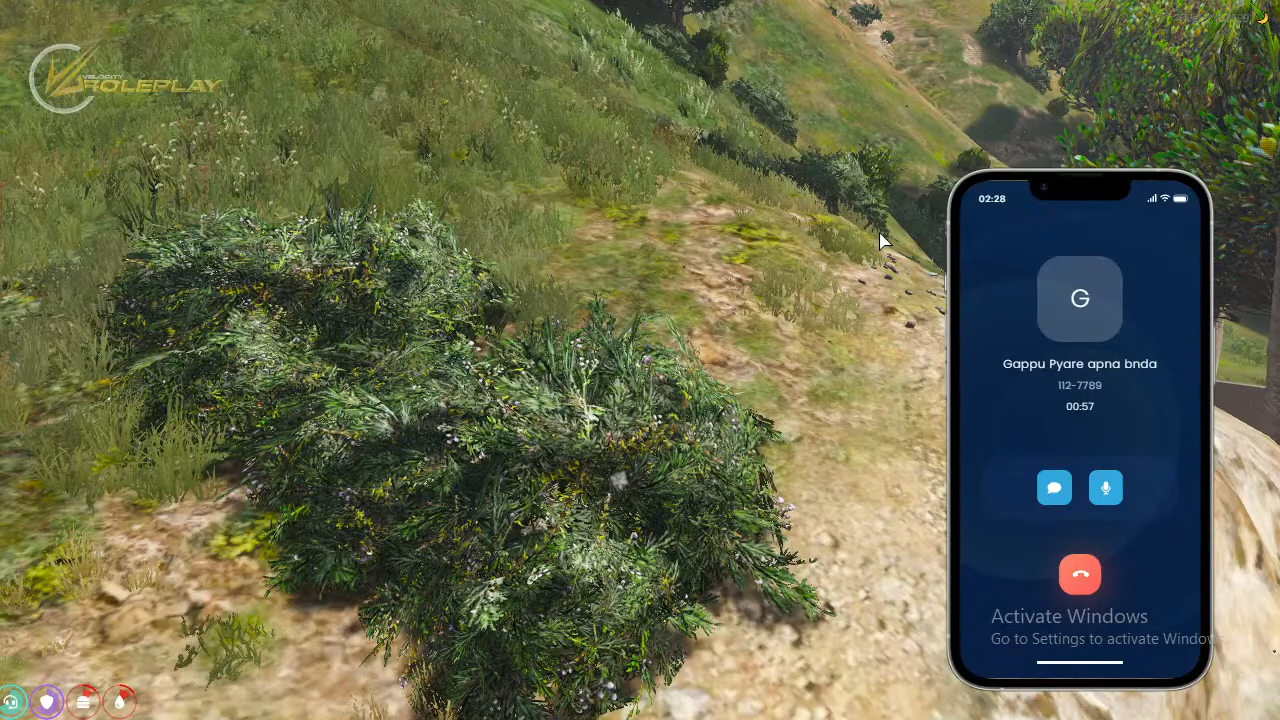 VELOCITY
ROLEPLAY
02:28
G
Gappu Pyare apna bnda
112-7789
00:57
Activate Windows
Go to Settings to activate Windows